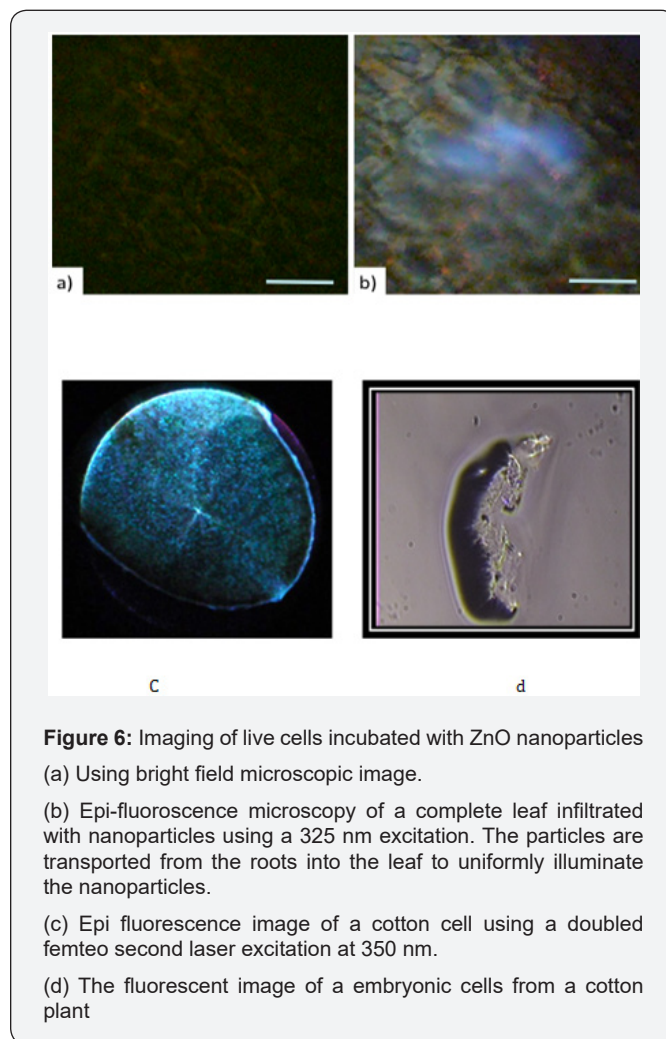 a)
b)
C
d
Figure 6: Imaging of live cells incubated with ZnO nanoparticles
(a) Using bright field microscopic image.
(b) Epi-fluoroscence microscopy of a complete leaf infiltrated
with nanoparticles using a 325 nm excitation. The particles are
transported from the roots into the leaf to uniformly illuminate
the nanoparticles.
(c) Epi fluorescence image of a cotton cell using a doubled
femteo second laser excitation at 350 nm.
(d) The fluorescent image of a embryonic cells from a cotton
plant